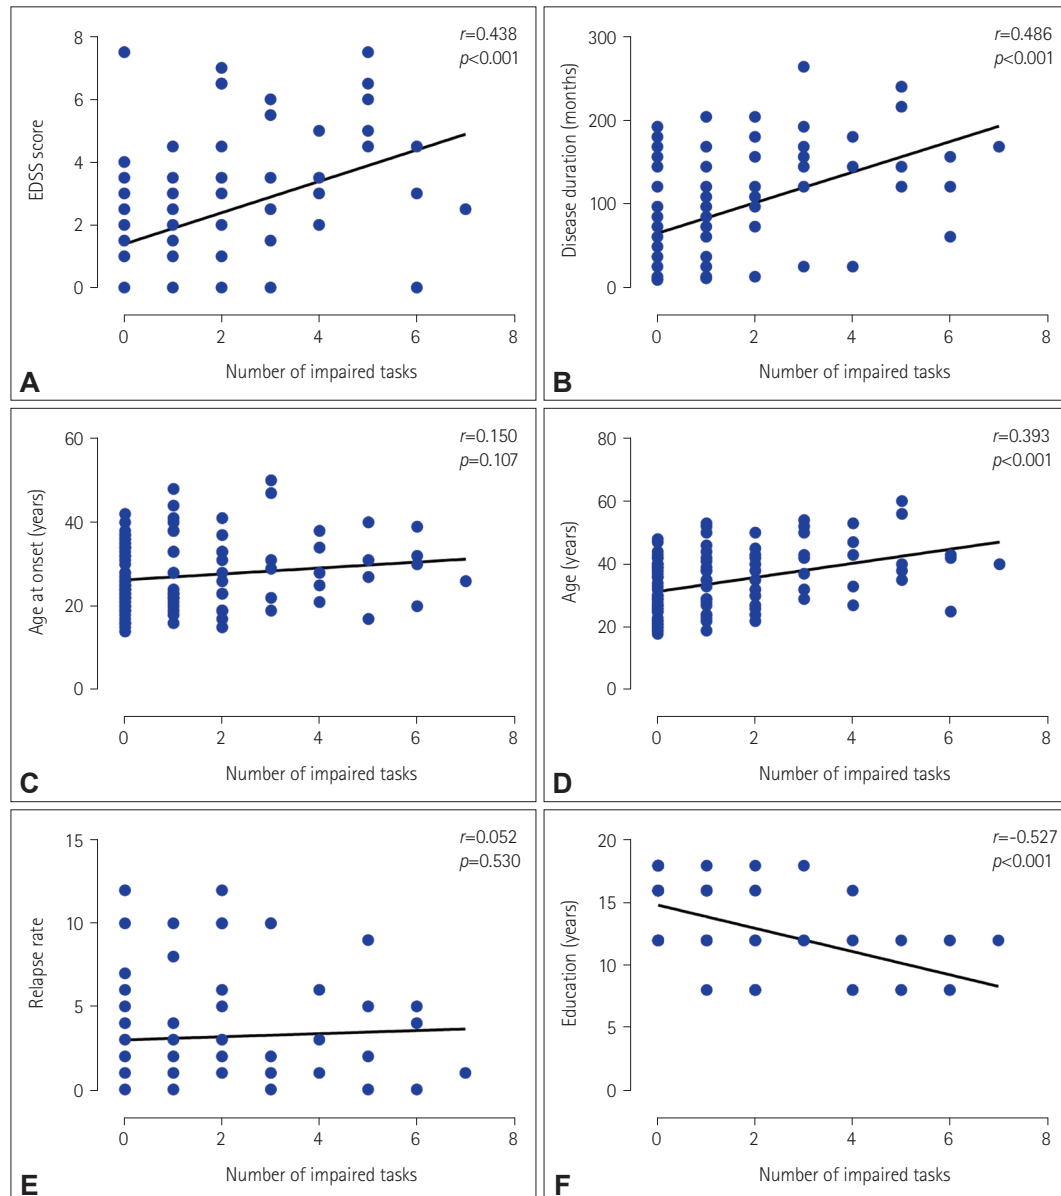 r=0.438
p<0.001
8
6
4
2
0
EDSS score
0 2 4 6 8
Number of impaired tasks
A
r=0.486
p<0.001
300
200
100
0
Disease duration (months)
0 2 4 6 8
Number of impaired tasks
B
r=0.150
p=0.107
60
40
20
0
Age at onset (years)
0 2 4 6 8
Number of impaired tasks
C
r=0.393
p<0.001
80
60
40
20
0
Age (years)
0 2 4 6 8
Number of impaired tasks
D
r=0.052
p=0.530
15
10
5
0
Relapse rate
0 2 4 6 8
Number of impaired tasks
E
r=-0.527
p<0.001
20
15
10
5
0
Education (years)
0 2 4 6 8
Number of impaired tasks
F